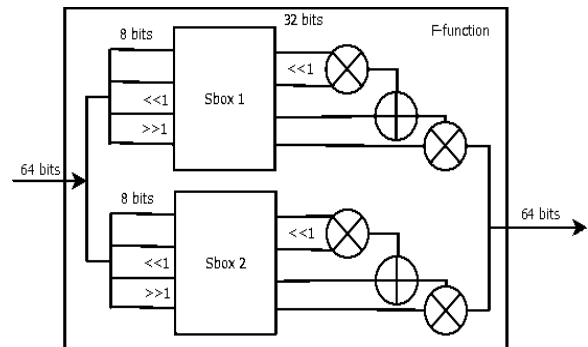 32 bits
8 bits
F-function
<<1
<<1
Sbox 1
>>1
64 bits
8 bits
64 bits
<<1
<<1
Sbox 2
>>1